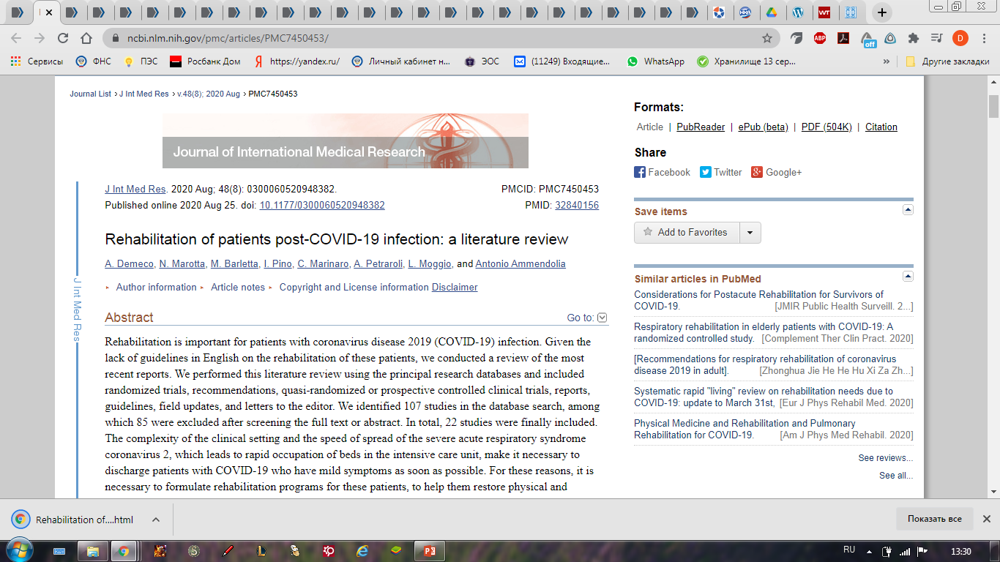 ncbi.nlm.nih.gov/pmc/articles/PMC7450453/
ABP
off
D
Сервисы
ФНС
ПЭС
Росбанк Дом
https://yandex.ru/
Личный кабинет н...
ЭОС
(11249) Входящие...
WhatsApp
Хранилище 13 сер...
»
Другие закладки
Journal List > J Int Med Res > v.48(8); 2020 Aug > PMC7450453
Journal of International Medical Research
J Int Med Res. 2020 Aug; 48(8): 0300060520948382.
PMCID: PMC7450453
Published online 2020 Aug 25. doi: 10.1177/0300060520948382
PMID: 32840156
Rehabilitation of patients post-COVID-19 infection: a literature review
A. Demeco, N. Marotta, M. Barletta, I. Pino, C. Marinaro, A. Petraroli, L. Moggio, and Antonio Ammendolia
Author information
Article notes
Copyright and License information Disclaimer
J Int Med Res
Abstract
Go to:
Rehabilitation is important for patients with coronavirus disease 2019 (COVID-19) infection. Given the
lack of guidelines in English on the rehabilitation of these patients, we conducted a review of the most
recent reports. We performed this literature review using the principal research databases and included
randomized trials, recommendations, quasi-randomized or prospective controlled clinical trials, reports,
guidelines, field updates, and letters to the editor. We identified 107 studies in the database search, among
which 85 were excluded after screening the full text or abstract. In total, 22 studies were finally included.
The complexity of the clinical setting and the speed of spread of the severe acute respiratory syndrome
coronavirus 2, which leads to rapid occupation of beds in the intensive care unit, make it necessary to
discharge patients with COVID-19 who have mild symptoms as soon as possible. For these reasons, it is
necessary to formulate rehabilitation programs for these patients, to help them restore physical and
Formats:
Article | PubReader | ePub (beta) | PDF (504K) | Citation
Share
Facebook
Twitter
Google+
Save items
Add to Favorites
Similar articles in PubMed
Considerations for Postacute Rehabilitation for Survivors of
COVID-19. [JMIR Public Health Surveill. 2...]
Respiratory rehabilitation in elderly patients with COVID-19: A
randomized controlled study. [Complement Ther Clin Pract. 2020]
[Recommendations for respiratory rehabilitation of coronavirus
disease 2019 in adult]. [Zhonghua Jie He He Hu Xi Za Zh...]
Systematic rapid "living" review on rehabilitation needs due to
COVID-19: update to March 31st, [Eur J Phys Rehabil Med. 2020]
Physical Medicine and Rehabilitation and Pulmonary
Rehabilitation for COVID-19. [Am J Phys Med Rehabil. 2020]
See reviews...
See all...
Rehabilitation of....html
Показать все
RU
13:30